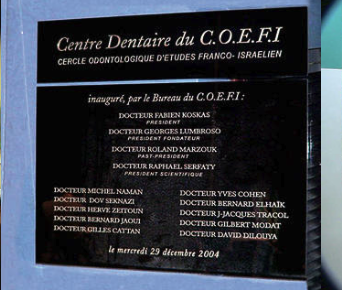 Centre Dentaire du C.O.E.F.I
CERCLE ODONTOLOGIQUE D'ETUDES FRANCO- ISRAELIEN
inauguré, par le Bureau du C.O.E.F.I :
DOCTEUR FABIEN KOSKAS
PRESIDENT
DOCTEUR GEORGES LUMBROSO
PRESIDENT FONDATEUR
DOCTEUR ROLAND MARZOUK
PAST-PRESIDENT
DOCTEUR RAPHAEL SERFATY
PRESIDENT SCIENTIFIQUE
DOCTEUR MICHEL NAMAN
DOCTEUR DOV SEKNAZI
DOCTEUR HERVE ZEITOUN
DOCTEUR BERNARD JAOUI
DOCTEUR GILLES CATTAN
DOCTEUR YVES COHEN
DOCTEUR BERNARD ELHAÏK
DOCTEUR J-JACQUES TRACOL
DOCTEUR GILBERT MODAT
DOCTEUR DAVID DILOUYA
le mercredi 29 décembre 2004